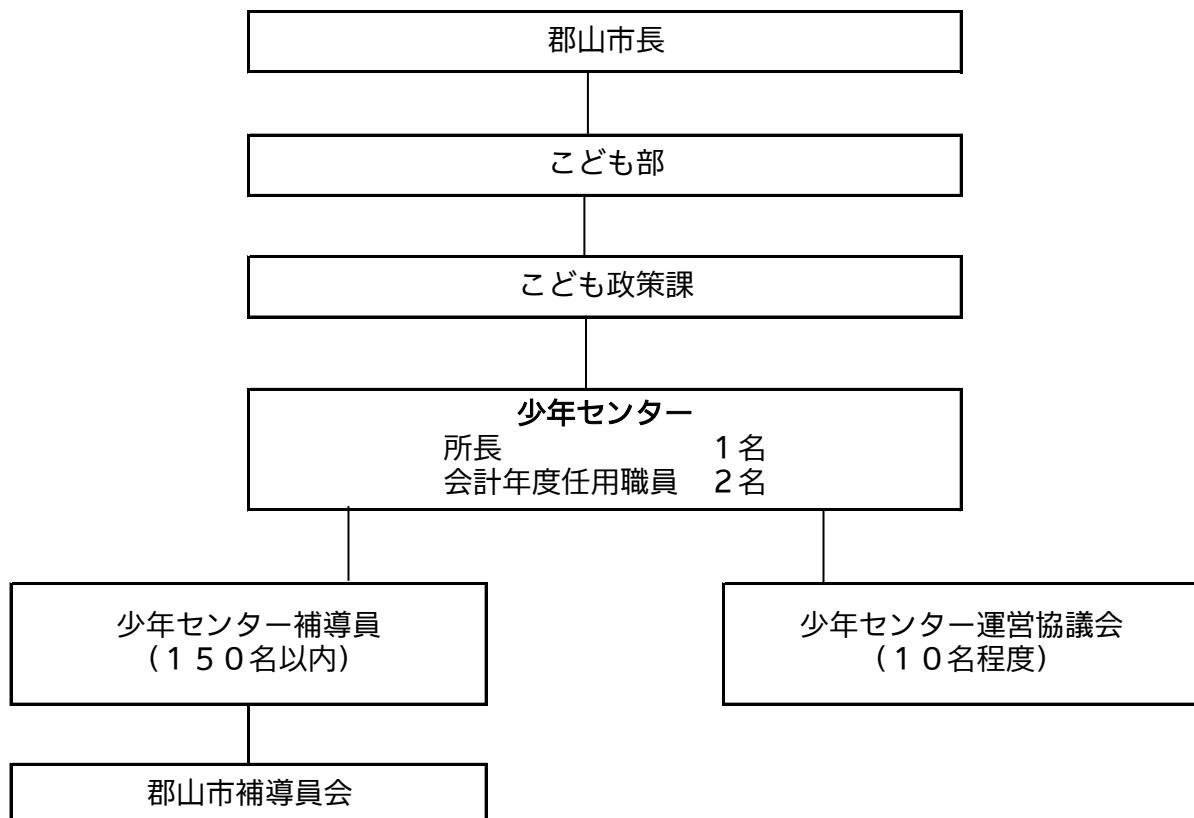 郡山市長
こども部
こども政策課
少年センター
所長　　　　　　　１名
会計年度任用職員　２名
少年センター補導員
（１５０名以内）
少年センター運営協議会
（１０名程度）
郡山市補導員会